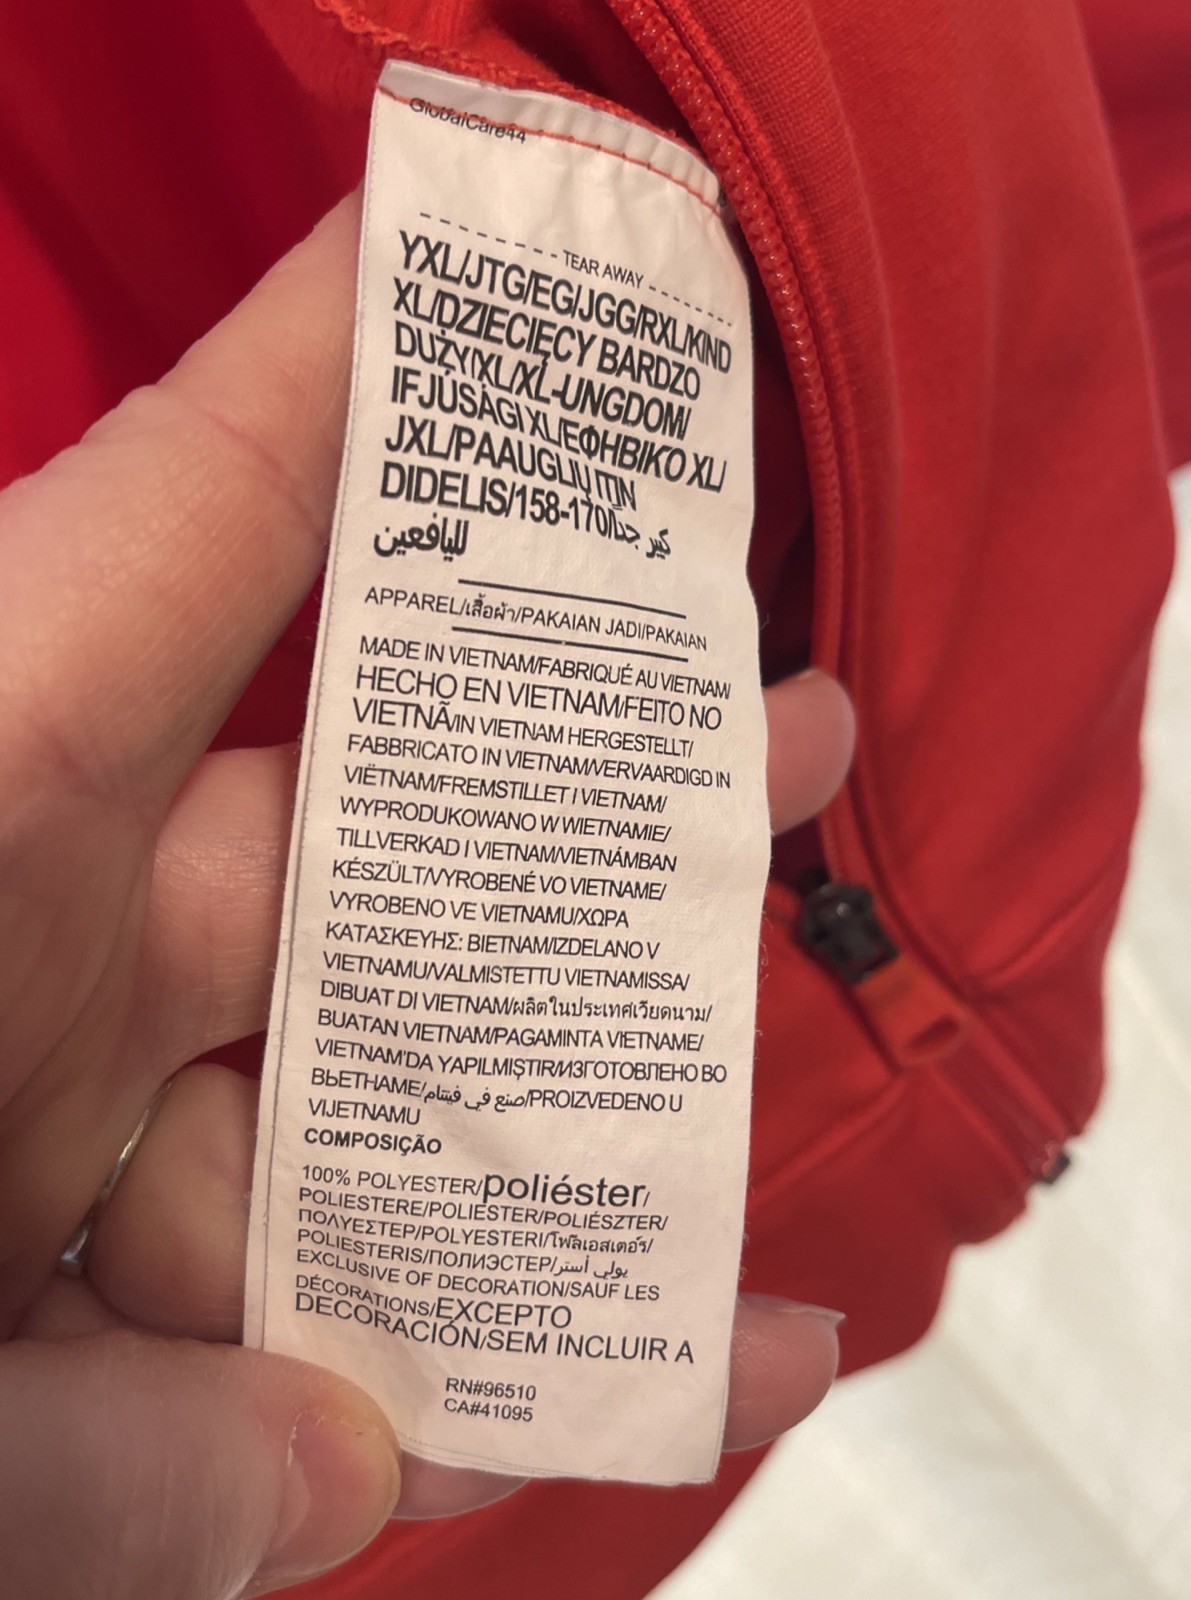 GlobalCare44
TEAR AWAY
YXL/JTG/EG/JGG/RXL/KIND
XL/DZIECIĘCY BARDZO
DUŻY/XL/XL-UNGDOM/
IFJÚSÁGI XL/ΕΦΗΒΙΚΟ XL/
JXL/PAAUGLIŲ ITIN
DIDELIS/158-170/كبير جدًا
لليافعين
APPAREL/เสื้อผ้า/PAKAIAN JADI/PAKAIAN
MADE IN VIETNAM/FABRIQUÉ AU VIETNAM/
HECHO EN VIETNAM/FEITO NO
VIETNÃ/IN VIETNAM HERGESTELLT/
FABBRICATO IN VIETNAM/VERVAARDIGD IN
VIËTNAM/FREMSTILLET I VIETNAM/
WYPRODUKOWANO W WIETNAMIE/
TILLVERKAD I VIETNAM/VIETNÁMBAN
KÉSZÜLT/VYROBENÉ VO VIETNAME/
VYROBENO VE VIETNAMU/ΧΩΡΑ
ΚΑΤΑΣΚΕΥΗΣ: ΒΙΕΤΝΑΜ/IZDELANO V
VIETNAMU/VALMISTETTU VIETNAMISSA/
DIBUAT DI VIETNAM/ผลิตในประเทศเวียดนาม/
BUATAN VIETNAM/PAGAMINTA VIETNAME/
VIETNAM'DA YAPILMIŞTIR/ИЗГОТОВЛЕНО ВО
ВЬЕТНАМЕ/صنع في فيتنام/PROIZVEDENO U
VIJETNAMU
COMPOSIÇÃO
100% POLYESTER/poliéster/
POLIESTERE/POLIESTER/POLIÉSZTER/
ΠΟΛΥΕΣΤΕΡ/POLYESTERI/โพลีเอสเตอร์/
POLIESTERIS/ПОЛИЭСТЕР/بولي أستر
EXCLUSIVE OF DECORATION/SAUF LES
DÉCORATIONS/EXCEPTO
DECORACIÓN/SEM INCLUIR A
RN#96510
CA#41095